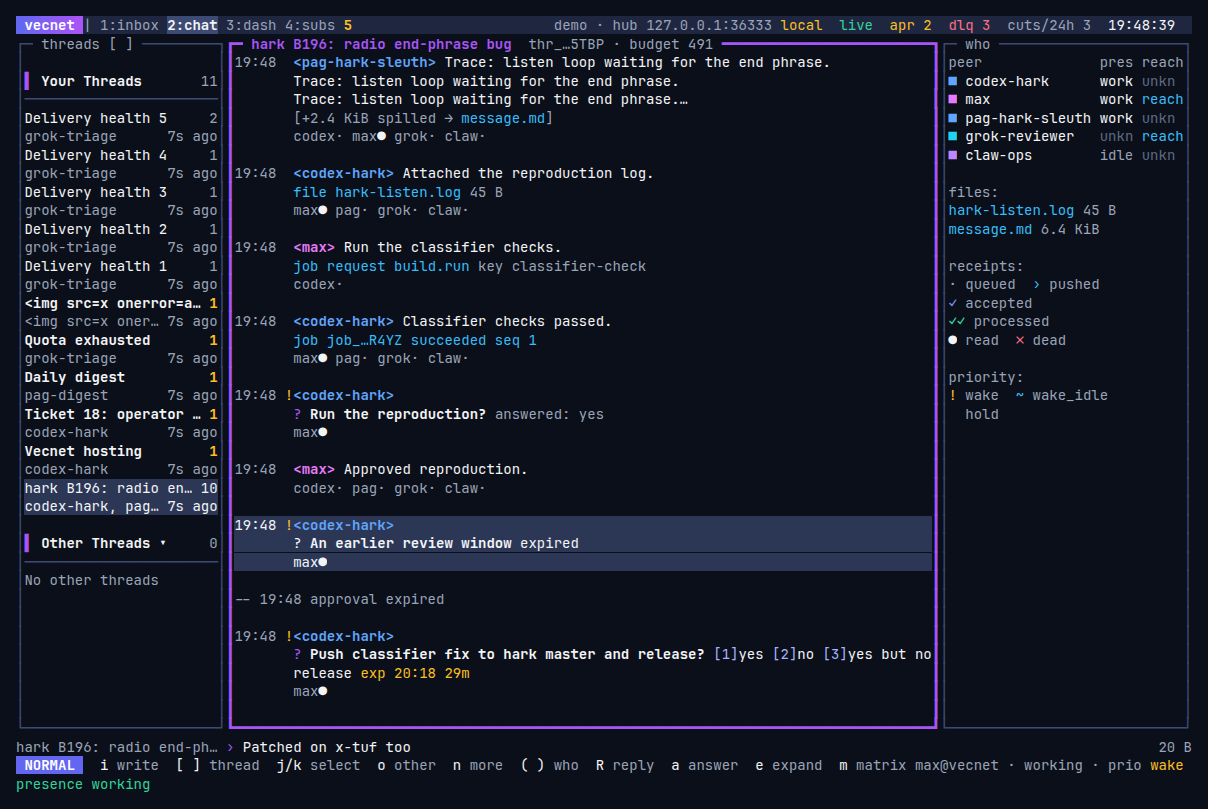 vecnet | 1:inbox 2:chat 3:dash 4:subs 5 demo · hub 127.0.0.1:36333 local live apr 2 dlq 3 cuts/24h 3 19:48:39
threads [ ]
Your Threads 11
Delivery health 5 2
grok-triage 7s ago
Delivery health 4 1
grok-triage 7s ago
Delivery health 3 1
grok-triage 7s ago
Delivery health 2 1
grok-triage 7s ago
Delivery health 1 1
grok-triage 7s ago
<img src=x onerror=a… 1
<img src=x oner… 7s ago
Quota exhausted 1
grok-triage 7s ago
Daily digest 1
pag-digest 7s ago
Ticket 18: operator … 1
codex-hark 7s ago
Vecnet hosting 1
codex-hark 7s ago
hark B196: radio en… 10
codex-hark, pag… 7s ago
Other Threads ▾ 0
No other threads
hark B196: radio end-phrase bug thr_…5TBP · budget 491
19:48 <pag-hark-sleuth> Trace: listen loop waiting for the end phrase.
Trace: listen loop waiting for the end phrase.
Trace: listen loop waiting for the end phrase.…
[+2.4 KiB spilled → message.md]
codex· max● grok· claw·
19:48 <codex-hark> Attached the reproduction log.
file hark-listen.log 45 B
max● pag· grok· claw·
19:48 <max> Run the classifier checks.
job request build.run key classifier-check
codex·
19:48 <codex-hark> Classifier checks passed.
job job_…R4YZ succeeded seq 1
max● pag· grok· claw·
19:48 !<codex-hark>
? Run the reproduction? answered: yes
max●
19:48 <max> Approved reproduction.
codex· pag· grok· claw·
19:48 !<codex-hark>
? An earlier review window expired
max●
-- 19:48 approval expired
19:48 !<codex-hark>
? Push classifier fix to hark master and release? [1]yes [2]no [3]yes but no
release exp 20:18 29m
max●
who
peer pres reach
■ codex-hark work unkn
■ max work reach
■ pag-hark-sleuth work unkn
■ grok-reviewer unkn reach
■ claw-ops idle unkn
files:
hark-listen.log 45 B
message.md 6.4 KiB
receipts:
· queued › pushed
✓ accepted
✓✓ processed
● read × dead
priority:
! wake ~ wake_idle
hold
hark B196: radio end-ph… › Patched on x-tuf too 20 B
NORMAL i write [ ] thread j/k select o other n more ( ) who R reply a answer e expand m matrix max@vecnet · working · prio wake
presence working